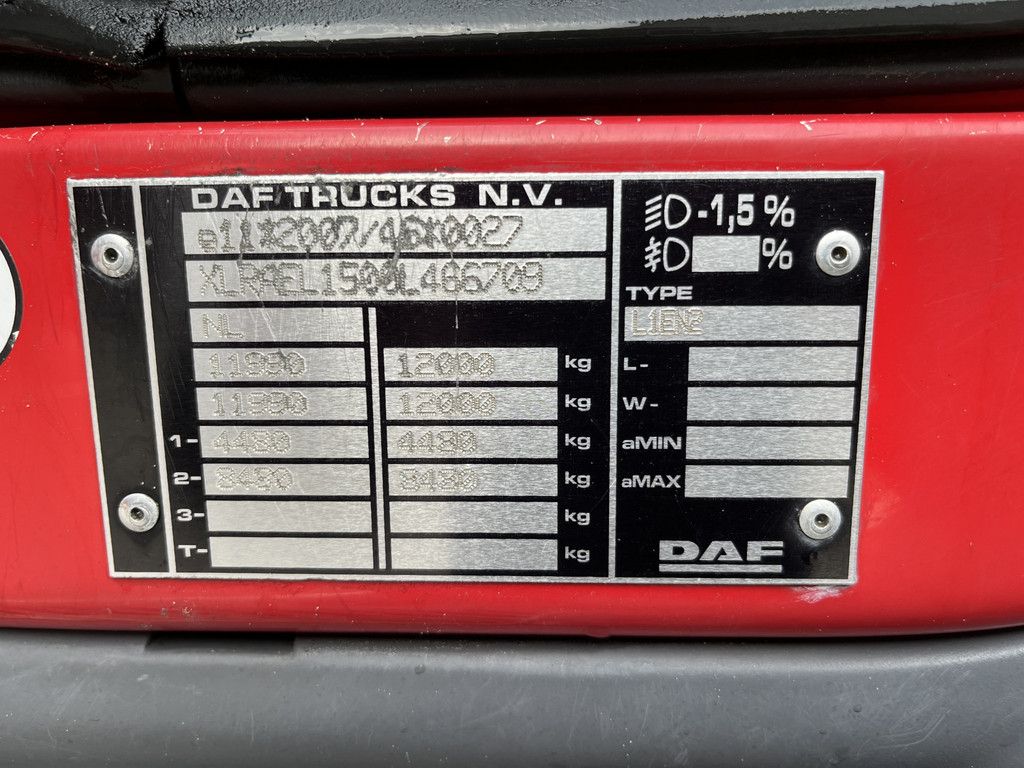 DAF TRUCKS N.V.
e11*2007/46*0027
XLRAEL1500L486709
NL
11990 12000 kg
11990 12000 kg
1- 4480 4480 kg
2- 8480 8480 kg
3- kg
T- kg
-1,5%
%
TYPE
L1EN2
L-
W-
aMIN
aMAX
DAF